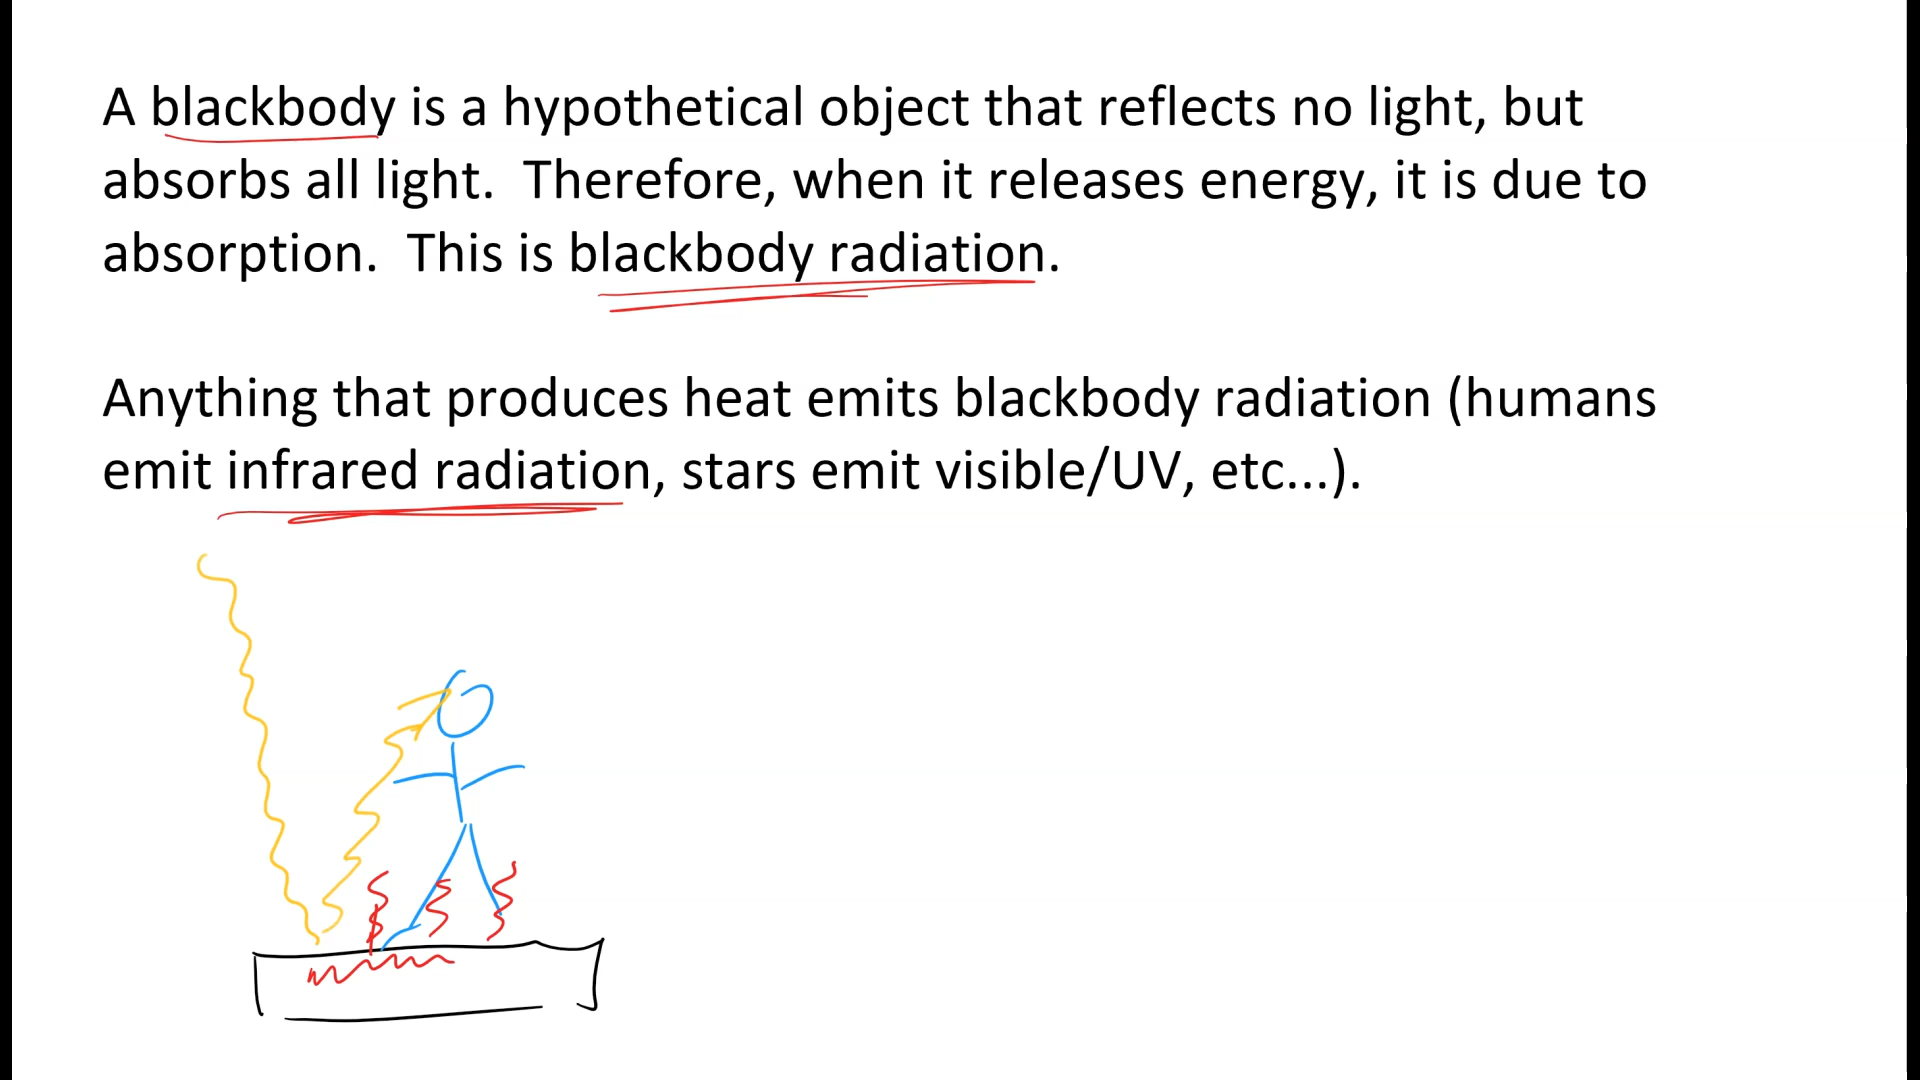 A blackbody is a hypothetical object that reflects no light, but
absorbs all light.  Therefore, when it releases energy, it is due to
absorption.  This is blackbody radiation.
Anything that produces heat emits blackbody radiation (humans
emit infrared radiation, stars emit visible/UV, etc...).